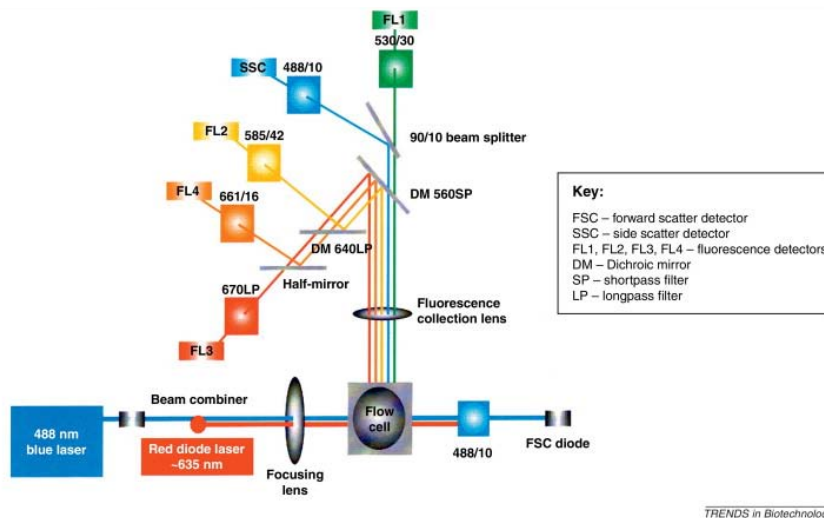 FL1
530/30
SSC
488/10
90/10 beam splitter
FL2
585/42
DM 560SP
FL4
661/16
DM 640LP
Half-mirror
670LP
Fluorescence
collection lens
FL3
Key:
FSC – forward scatter detector
SSC – side scatter detector
FL1, FL2, FL3, FL4 – fluorescence detectors
DM – Dichroic mirror
SP – shortpass filter
LP – longpass filter
Beam combiner
488 nm
blue laser
Red diode laser
~635 nm
Focusing
lens
Flow
cell
488/10
FSC diode
TRENDS in Biotechnolo